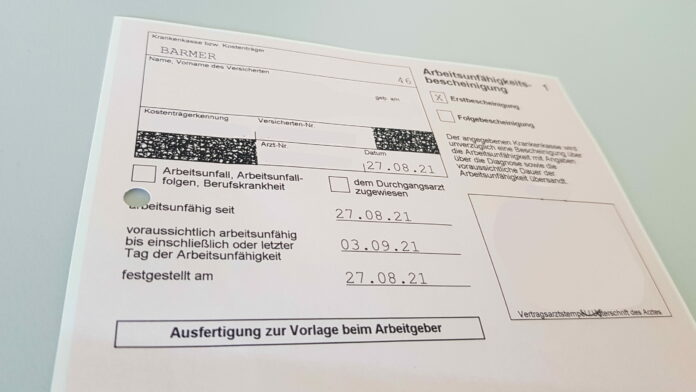 Krankenkasse bzw. Kostenträger
BARMER
46
Name, Vorname des Versicherten
geb. am
Kostenträgerkennung
Versicherten-Nr.
Arzt-Nr.
Datum
27.08.21
Arbeitsunfähigkeits-
bescheinigung
1
X Erstbescheinigung
Folgebescheinigung
Der angegebenen Krankenkasse wird
unverzüglich eine Bescheinigung über
die Arbeitsunfähigkeit mit Angaben
über die Diagnose sowie die
voraussichtliche Dauer der
Arbeitsunfähigkeit übersandt.
Arbeitsunfall, Arbeitsunfall-
folgen, Berufskrankheit
dem Durchgangsarzt
zugewiesen
arbeitsunfähig seit
27.08.21
voraussichtlich arbeitsunfähig
bis einschließlich oder letzter
Tag der Arbeitsunfähigkeit
03.09.21
festgestellt am
27.08.21
des Arztes
Ausfertigung zur Vorlage beim Arbeitgeber